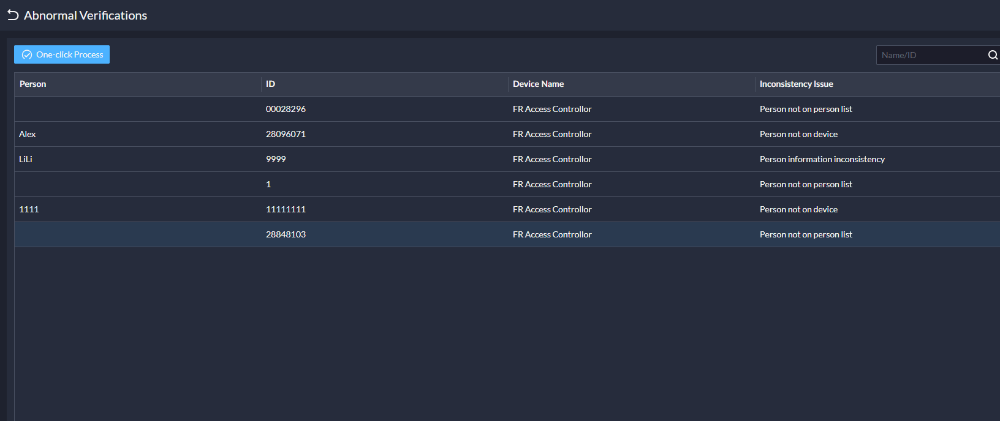 Abnormal Verifications
One-click Process
Name/ID
Person ID Device Name Inconsistency Issue
00028296 FR Access Controllor Person not on person list
Alex 28096071 FR Access Controllor Person not on device
LiLi 9999 FR Access Controllor Person information inconsistency
1 FR Access Controllor Person not on person list
1111 11111111 FR Access Controllor Person not on device
28848103 FR Access Controllor Person not on person list